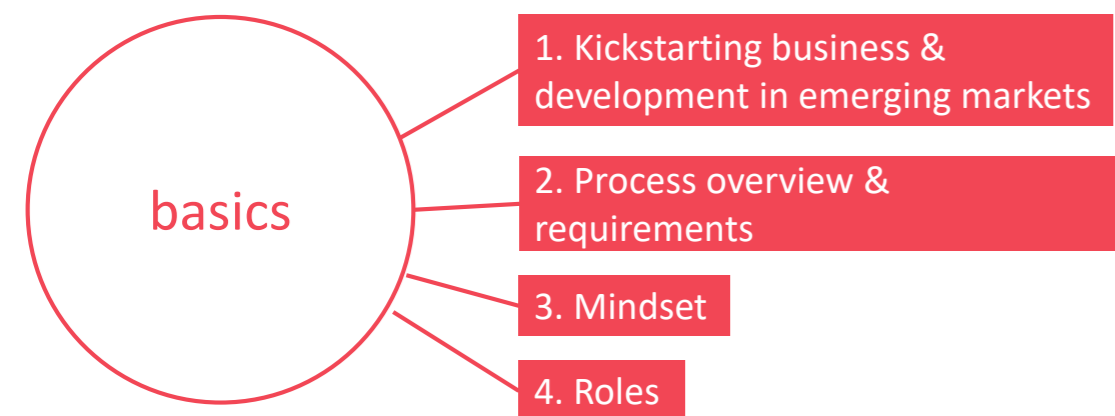 basics
1. Kickstarting business &
development in emerging markets
2. Process overview &
requirements
3. Mindset
4. Roles